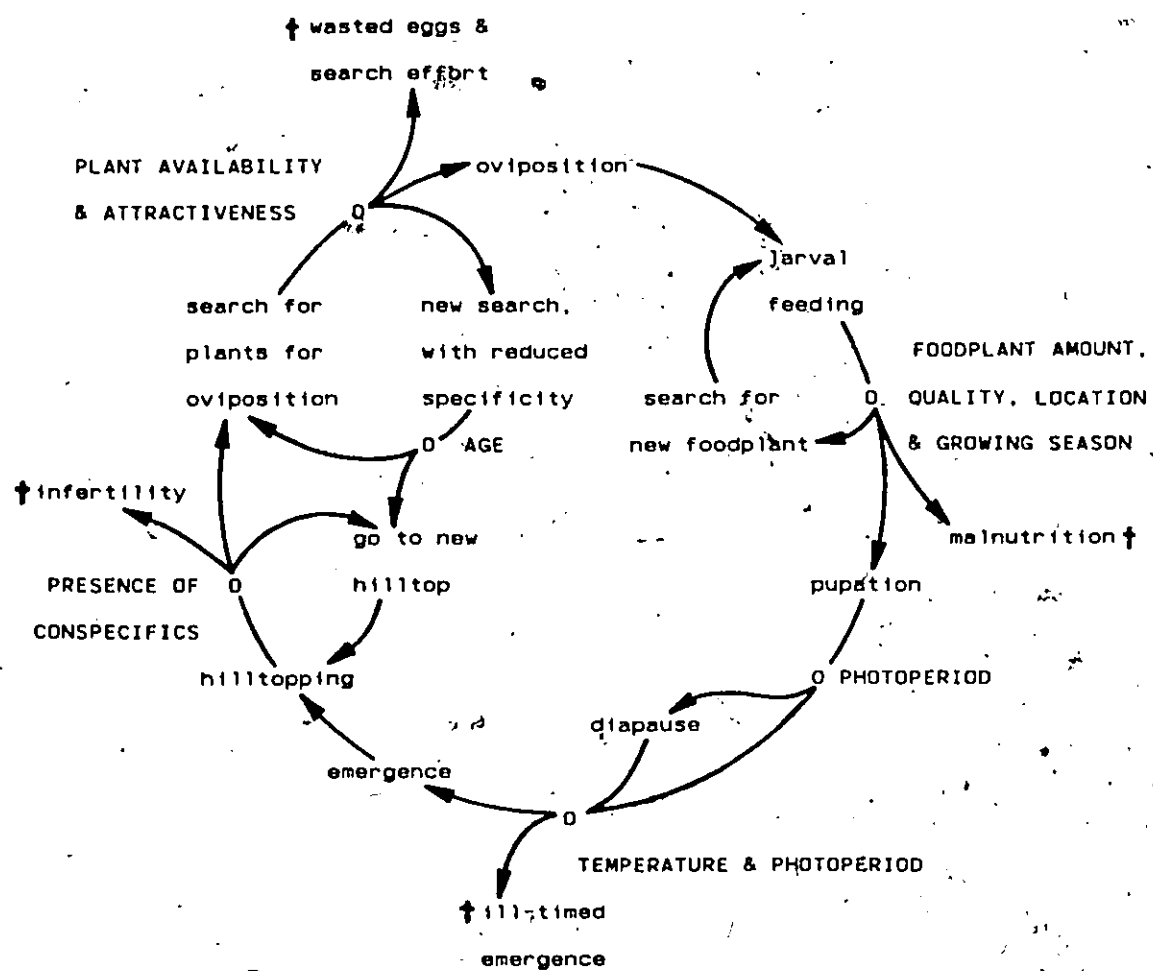 † wasted eggs &
search effort
PLANT AVAILABILITY
& ATTRACTIVENESS
O
oviposition
larval
feeding
search for
plants for
oviposition
new search,
with reduced
specificity
O AGE
search for
new foodplant
FOODPLANT AMOUNT,
O QUALITY, LOCATION
& GROWING SEASON
† infertility
go to new
hilltop
malnutrition †
pupation
PRESENCE OF O
CONSPECIFICS
hilltopping
O PHOTOPERIOD
diapause
emergence
O
TEMPERATURE & PHOTOPERIOD
† ill-timed
emergence